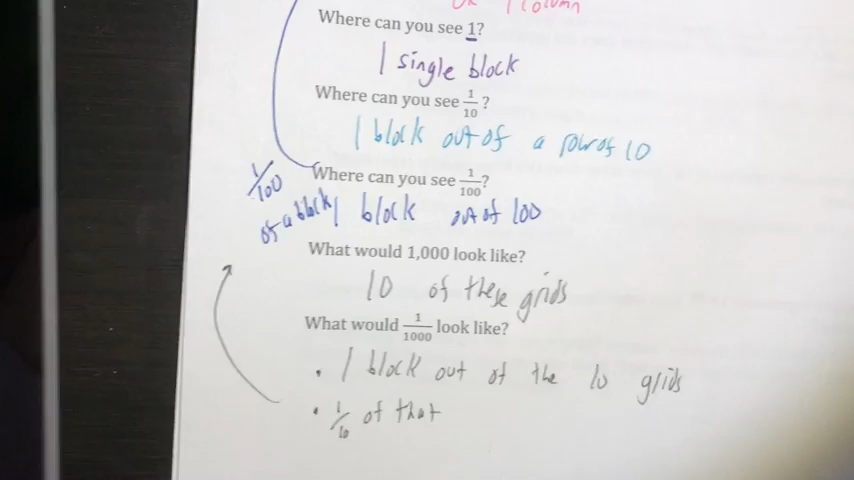 or 1 column
Where can you see 1?
1 single block
Where can you see 1/10?
1 block out of a row of 10
Where can you see 1/100?
1/100 of a block
1 block out of 100
What would 1,000 look like?
10 of these grids
What would 1/1000 look like?
• 1 block out of the 10 grids
• 1/10 of that